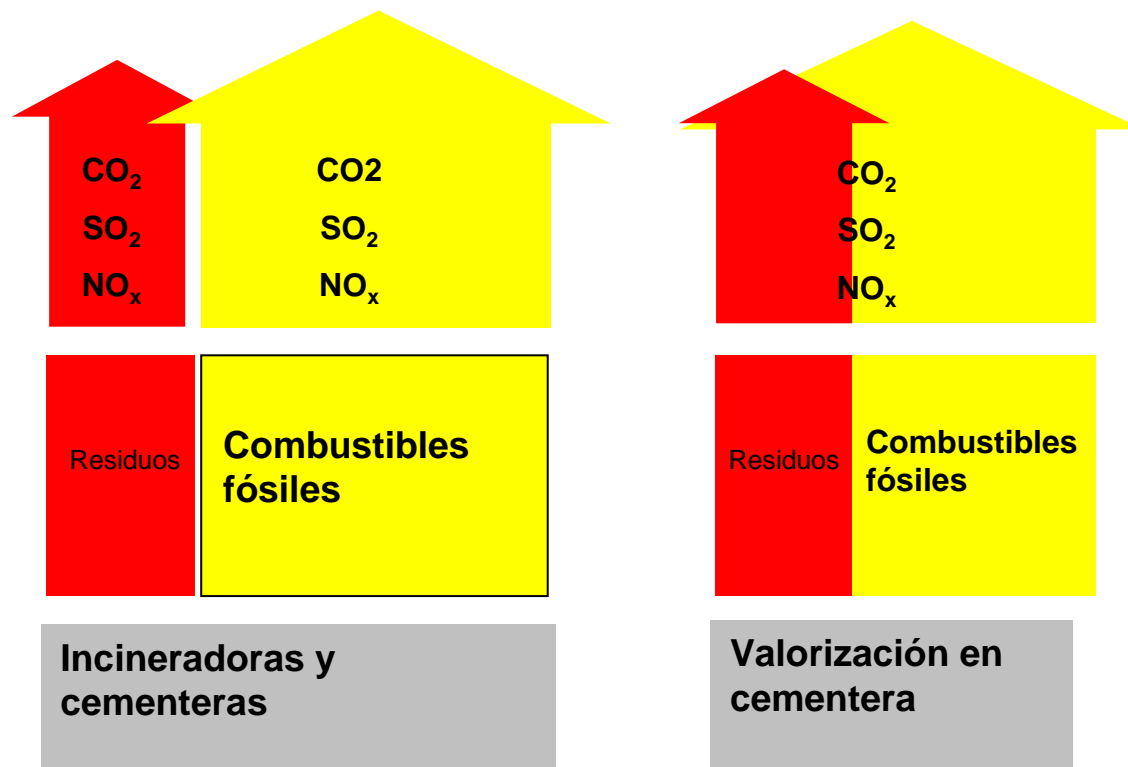 CO₂
SO₂
NOₓ
CO2
SO₂
NOₓ
Residuos
Combustibles
fósiles
Incineradoras y
cementeras
CO₂
SO₂
NOₓ
Residuos
Combustibles
fósiles
Valorización en
cementera